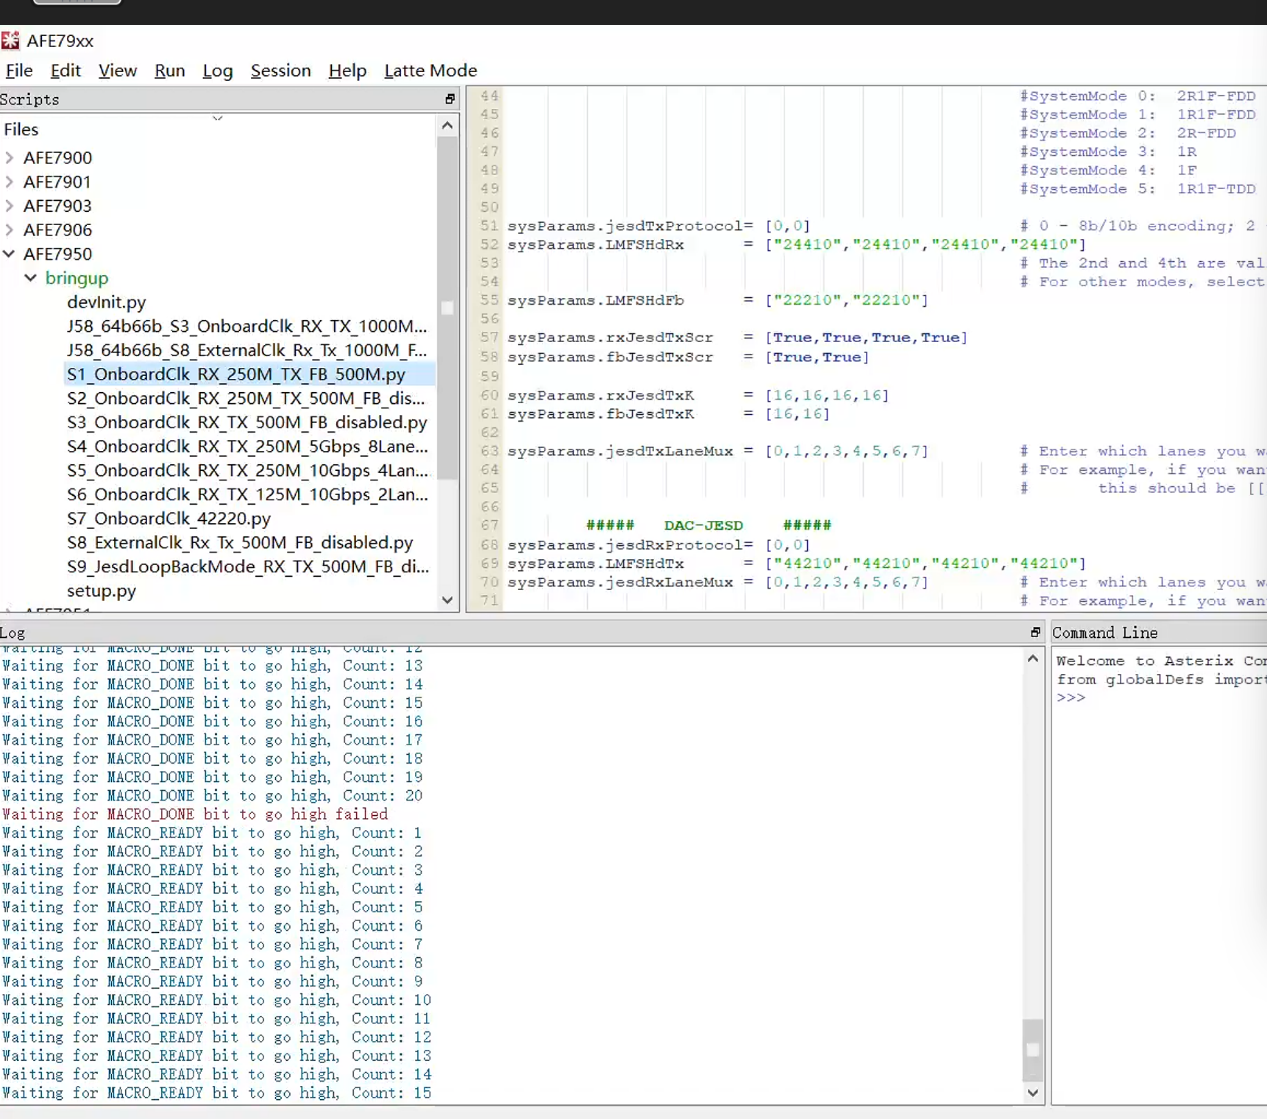 AFE79xx
File Edit View Run Log Session Help Latte Mode
Scripts
Files
AFE7900
AFE7901
AFE7903
AFE7906
AFE7950
bringup
devInit.py
J58_64b66b_S3_OnboardClk_RX_TX_1000M...
J58_64b66b_S8_ExternalClk_Rx_Tx_1000M_F...
S1_OnboardClk_RX_250M_TX_FB_500M.py
S2_OnboardClk_RX_250M_TX_500M_FB_dis...
S3_OnboardClk_RX_TX_500M_FB_disabled.py
S4_OnboardClk_RX_TX_250M_5Gbps_8Lane...
S5_OnboardClk_RX_TX_250M_10Gbps_4Lan...
S6_OnboardClk_RX_TX_125M_10Gbps_2Lan...
S7_OnboardClk_42220.py
S8_ExternalClk_Rx_Tx_500M_FB_disabled.py
S9_JesdLoopBackMode_RX_TX_500M_FB_di...
setup.py
44 #SystemMode 0: 2R1F-FDD
45 #SystemMode 1: 1R1F-FDD
46 #SystemMode 2: 2R-FDD
47 #SystemMode 3: 1R
48 #SystemMode 4: 1F
49 #SystemMode 5: 1R1F-TDD
50
51 sysParams.jesdTxProtocol= [0,0] # 0 - 8b/10b encoding; 2
52 sysParams.LMFSHdRx = ["24410","24410","24410","24410"]
53 # The 2nd and 4th are val
54 # For other modes, select
55 sysParams.LMFSHdFb = ["22210","22210"]
56
57 sysParams.rxJesdTxScr = [True,True,True,True]
58 sysParams.fbJesdTxScr = [True,True]
59
60 sysParams.rxJesdTxK = [16,16,16,16]
61 sysParams.fbJesdTxK = [16,16]
62
63 sysParams.jesdTxLaneMux = [0,1,2,3,4,5,6,7] # Enter which lanes you wa
64 # For example, if you want
65 # this should be [[
66
67 ##### DAC-JESD #####
68 sysParams.jesdRxProtocol= [0,0]
69 sysParams.LMFSHdTx = ["44210","44210","44210","44210"]
70 sysParams.jesdRxLaneMux = [0,1,2,3,4,5,6,7] # Enter which lanes you wa
71 # For example, if you want
Log
Waiting for MACRO_DONE bit to go high, Count: 12
Waiting for MACRO_DONE bit to go high, Count: 13
Waiting for MACRO_DONE bit to go high, Count: 14
Waiting for MACRO_DONE bit to go high, Count: 15
Waiting for MACRO_DONE bit to go high, Count: 16
Waiting for MACRO_DONE bit to go high, Count: 17
Waiting for MACRO_DONE bit to go high, Count: 18
Waiting for MACRO_DONE bit to go high, Count: 19
Waiting for MACRO_DONE bit to go high, Count: 20
Waiting for MACRO_DONE bit to go high failed
Waiting for MACRO_READY bit to go high, Count: 1
Waiting for MACRO_READY bit to go high, Count: 2
Waiting for MACRO_READY bit to go high, Count: 3
Waiting for MACRO_READY bit to go high, Count: 4
Waiting for MACRO_READY bit to go high, Count: 5
Waiting for MACRO_READY bit to go high, Count: 6
Waiting for MACRO_READY bit to go high, Count: 7
Waiting for MACRO_READY bit to go high, Count: 8
Waiting for MACRO_READY bit to go high, Count: 9
Waiting for MACRO_READY bit to go high, Count: 10
Waiting for MACRO_READY bit to go high, Count: 11
Waiting for MACRO_READY bit to go high, Count: 12
Waiting for MACRO_READY bit to go high, Count: 13
Waiting for MACRO_READY bit to go high, Count: 14
Waiting for MACRO_READY bit to go high, Count: 15
Command Line
Welcome to Asterix Con
from globalDefs import
>>>